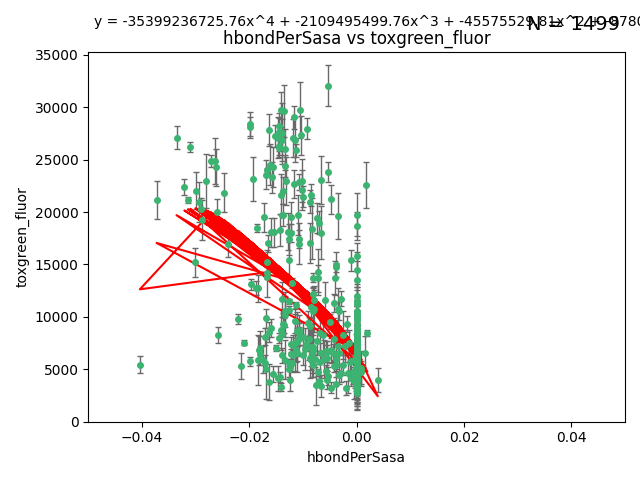 y = -35399236725.76x^4 + -2109495499.76x^3 + -45575529.81x^2 +
N = 1499
hbondPerSasa vs toxgreen_fluor
35000
30000
25000
20000
15000
10000
5000
0
toxgreen_fluor
−0.04
−0.02
0.00
0.02
0.04
hbondPerSasa